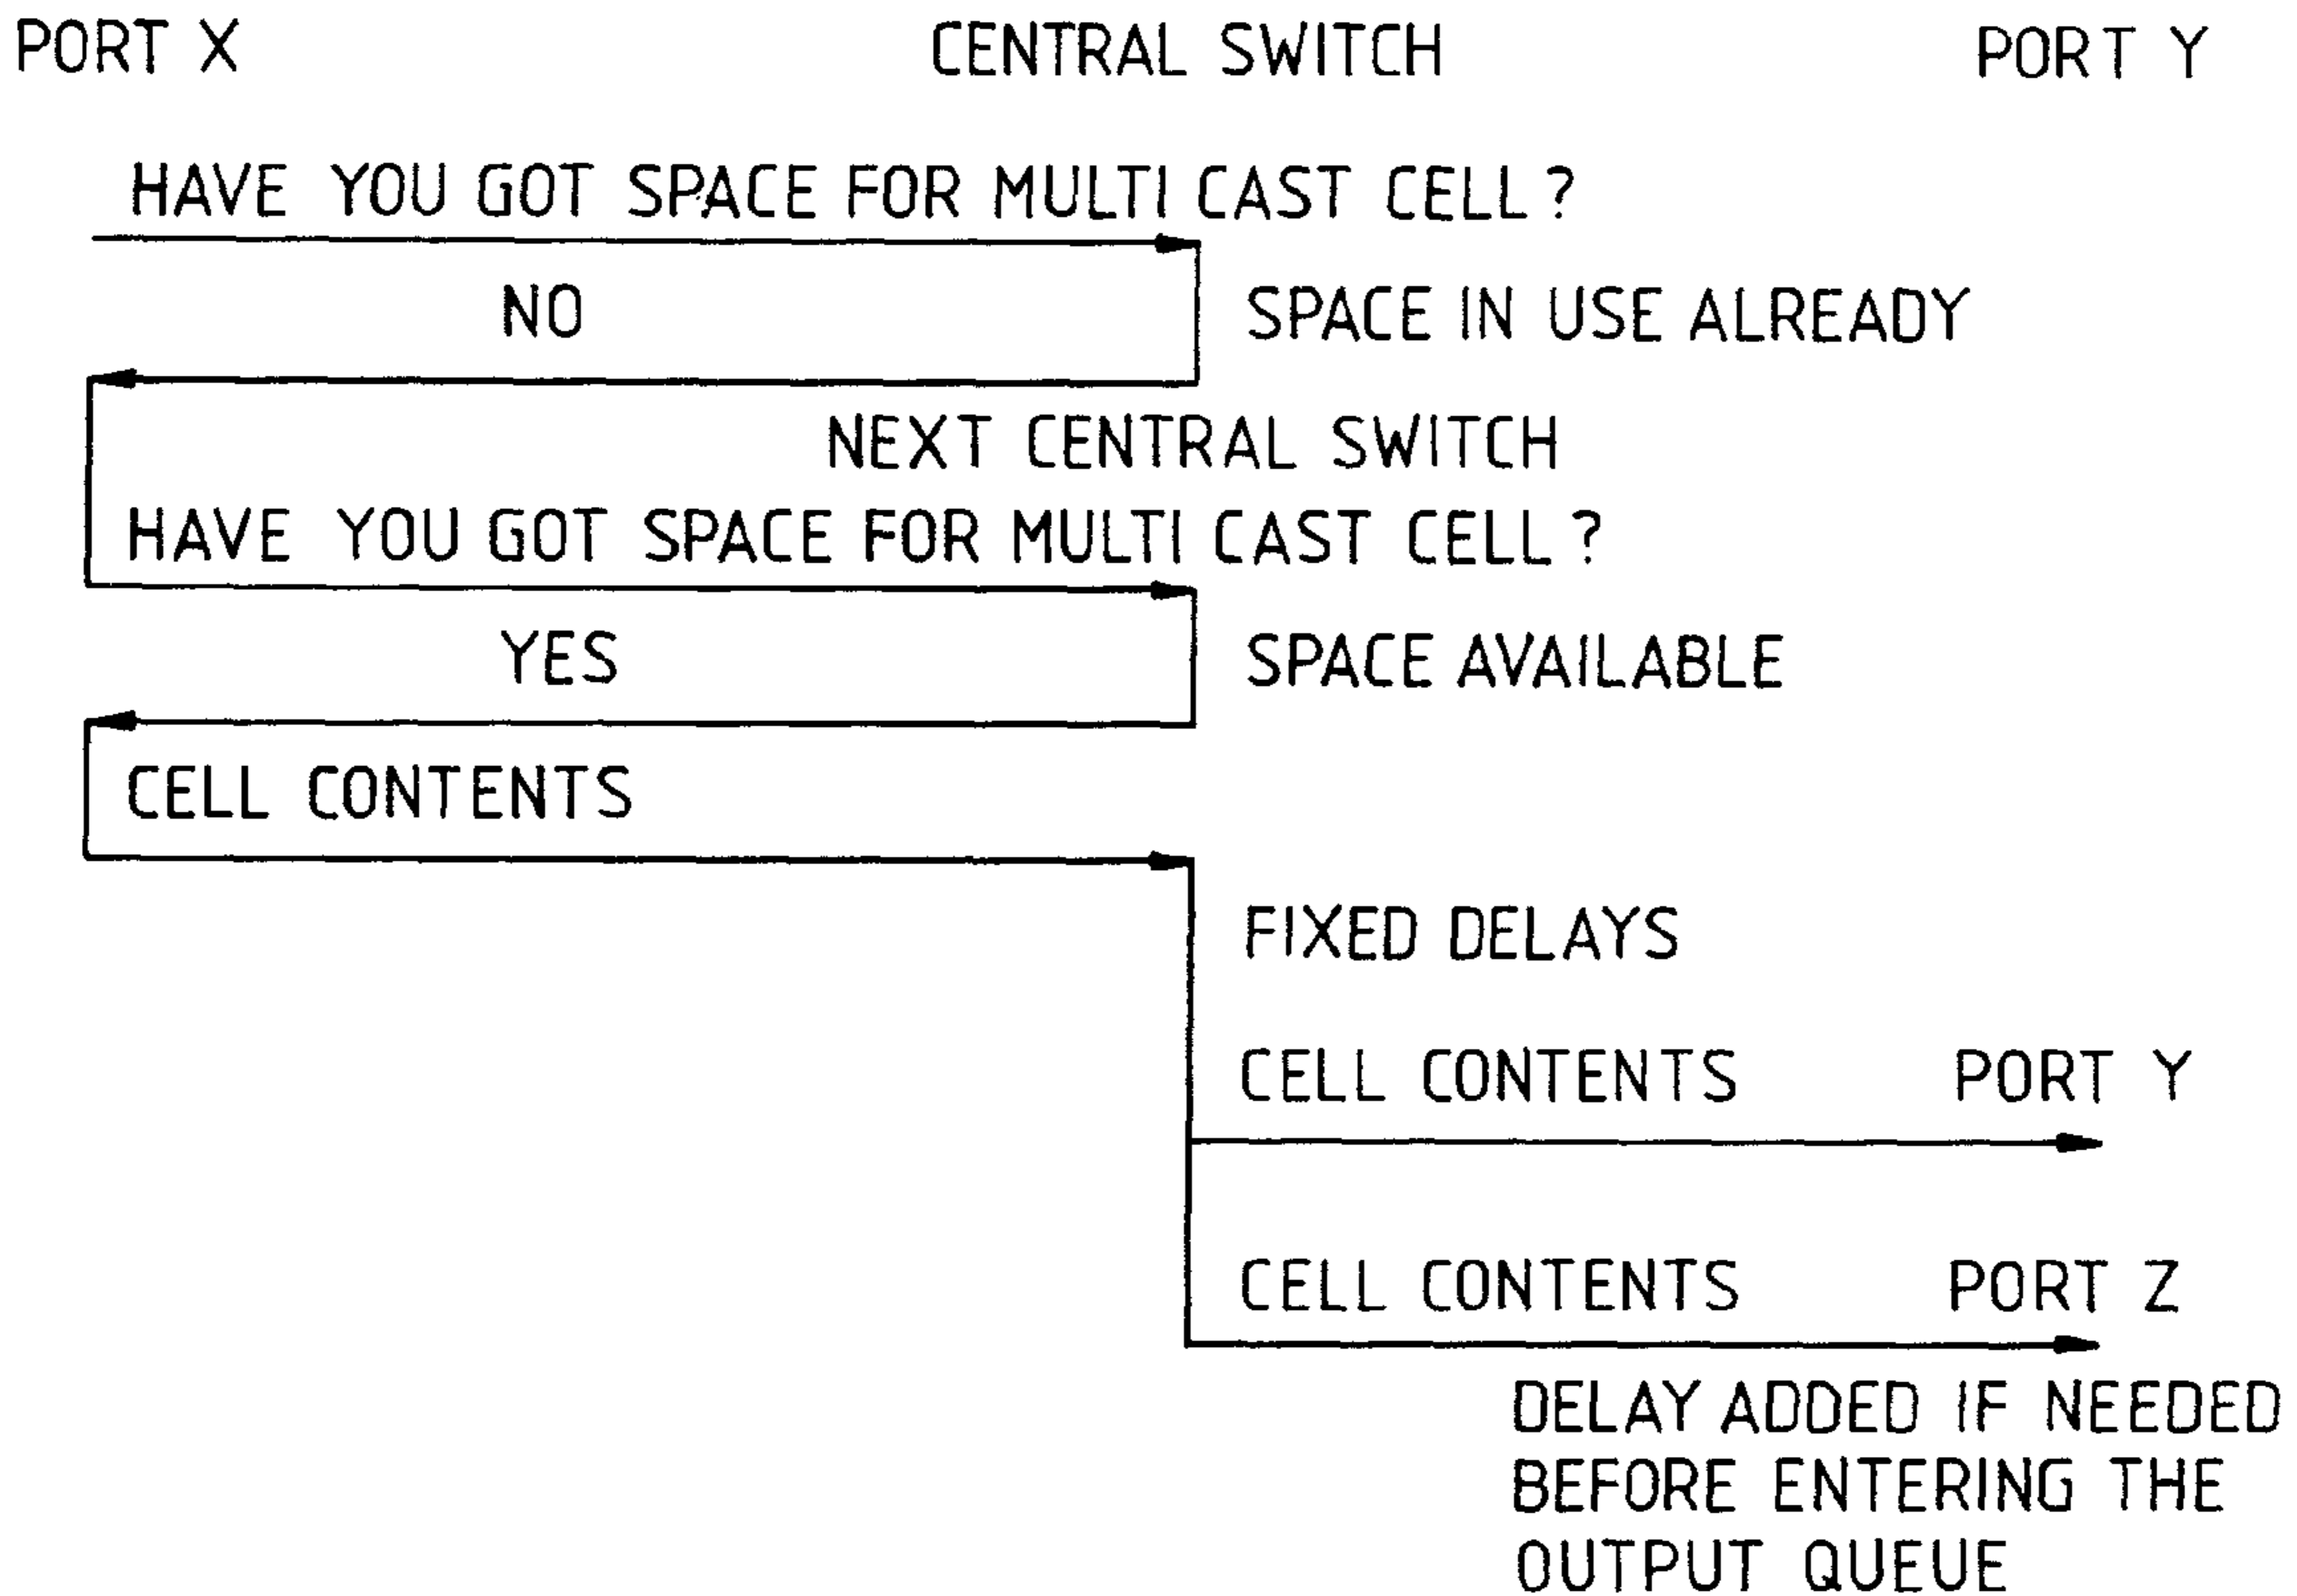 PORT X CENTRAL SWITCH PORT Y
HAVE YOU GOT SPACE FOR MULTI CAST CELL ?
NO SPACE IN USE ALREADY
NEXT CENTRAL SWITCH
HAVE YOU GOT SPACE FOR MULTI CAST CELL ?
YES SPACE AVAILABLE
CELL CONTENTS
FIXED DELAYS
CELL CONTENTS PORT Y
CELL CONTENTS PORT Z
DELAY ADDED IF NEEDED
BEFORE ENTERING THE
OUTPUT QUEUE